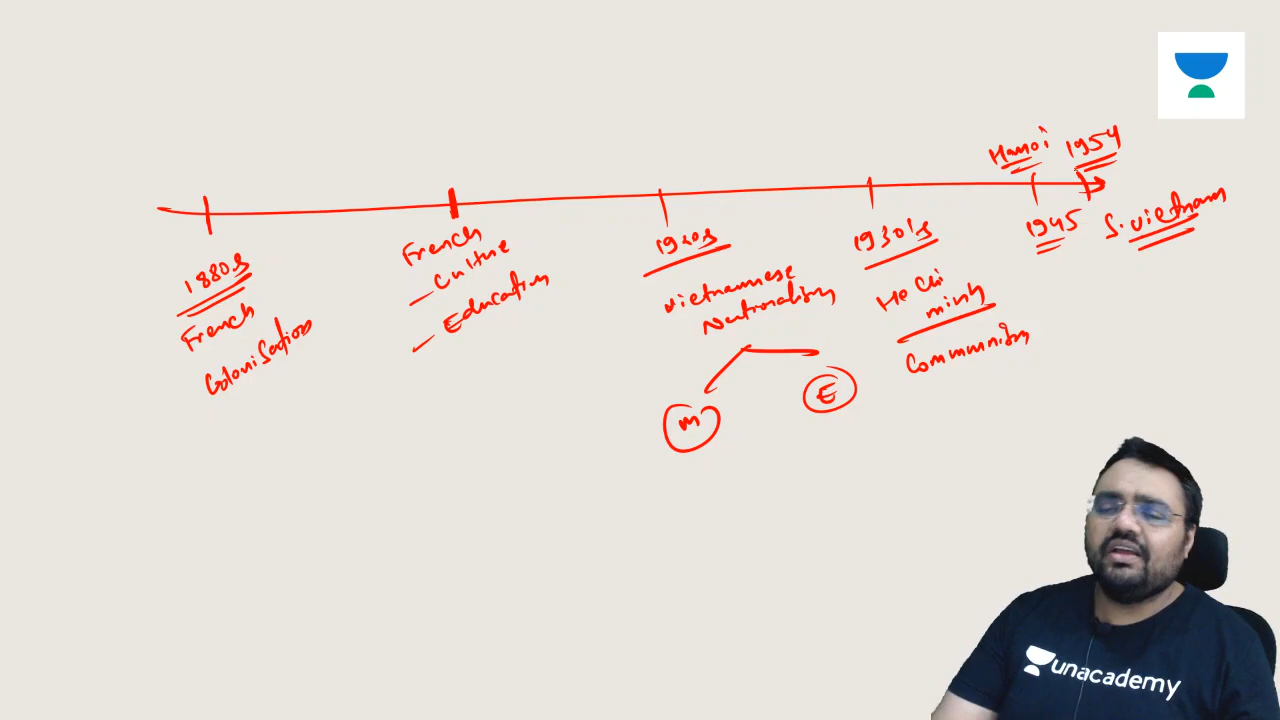 1880s
French
Colonisation
French
- Culture
- Education
1920s
Vietnamese
Nationalism
M
E
1930's
Ho Chi
minh
Communism
Hanoi
1945
1954
S. Vietnam
unacademy